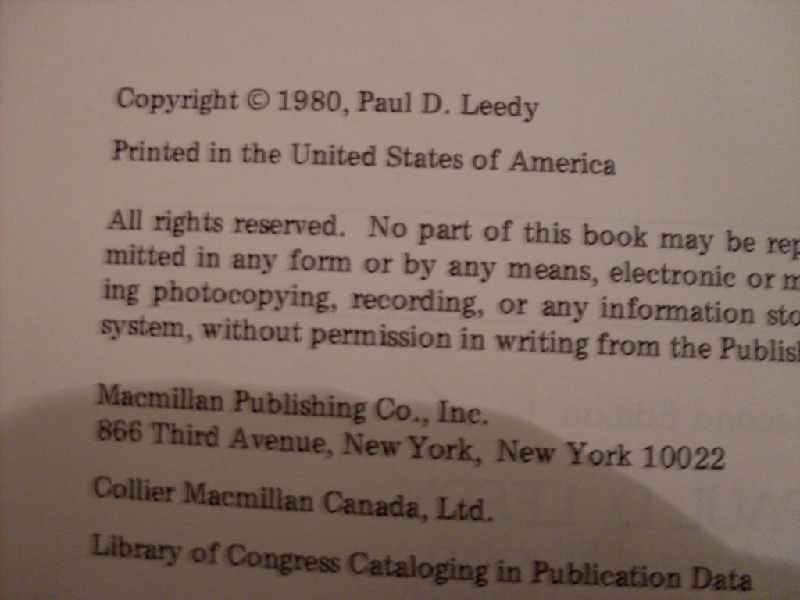 Copyright © 1980, Paul D. Leedy
Printed in the United States of America
All rights reserved. No part of this book may be rep
mitted in any form or by any means, electronic or m
ing photocopying, recording, or any information sto
system, without permission in writing from the Publish
Macmillan Publishing Co., Inc.
866 Third Avenue, New York, New York 10022
Collier Macmillan Canada, Ltd.
Library of Congress Cataloging in Publication Data